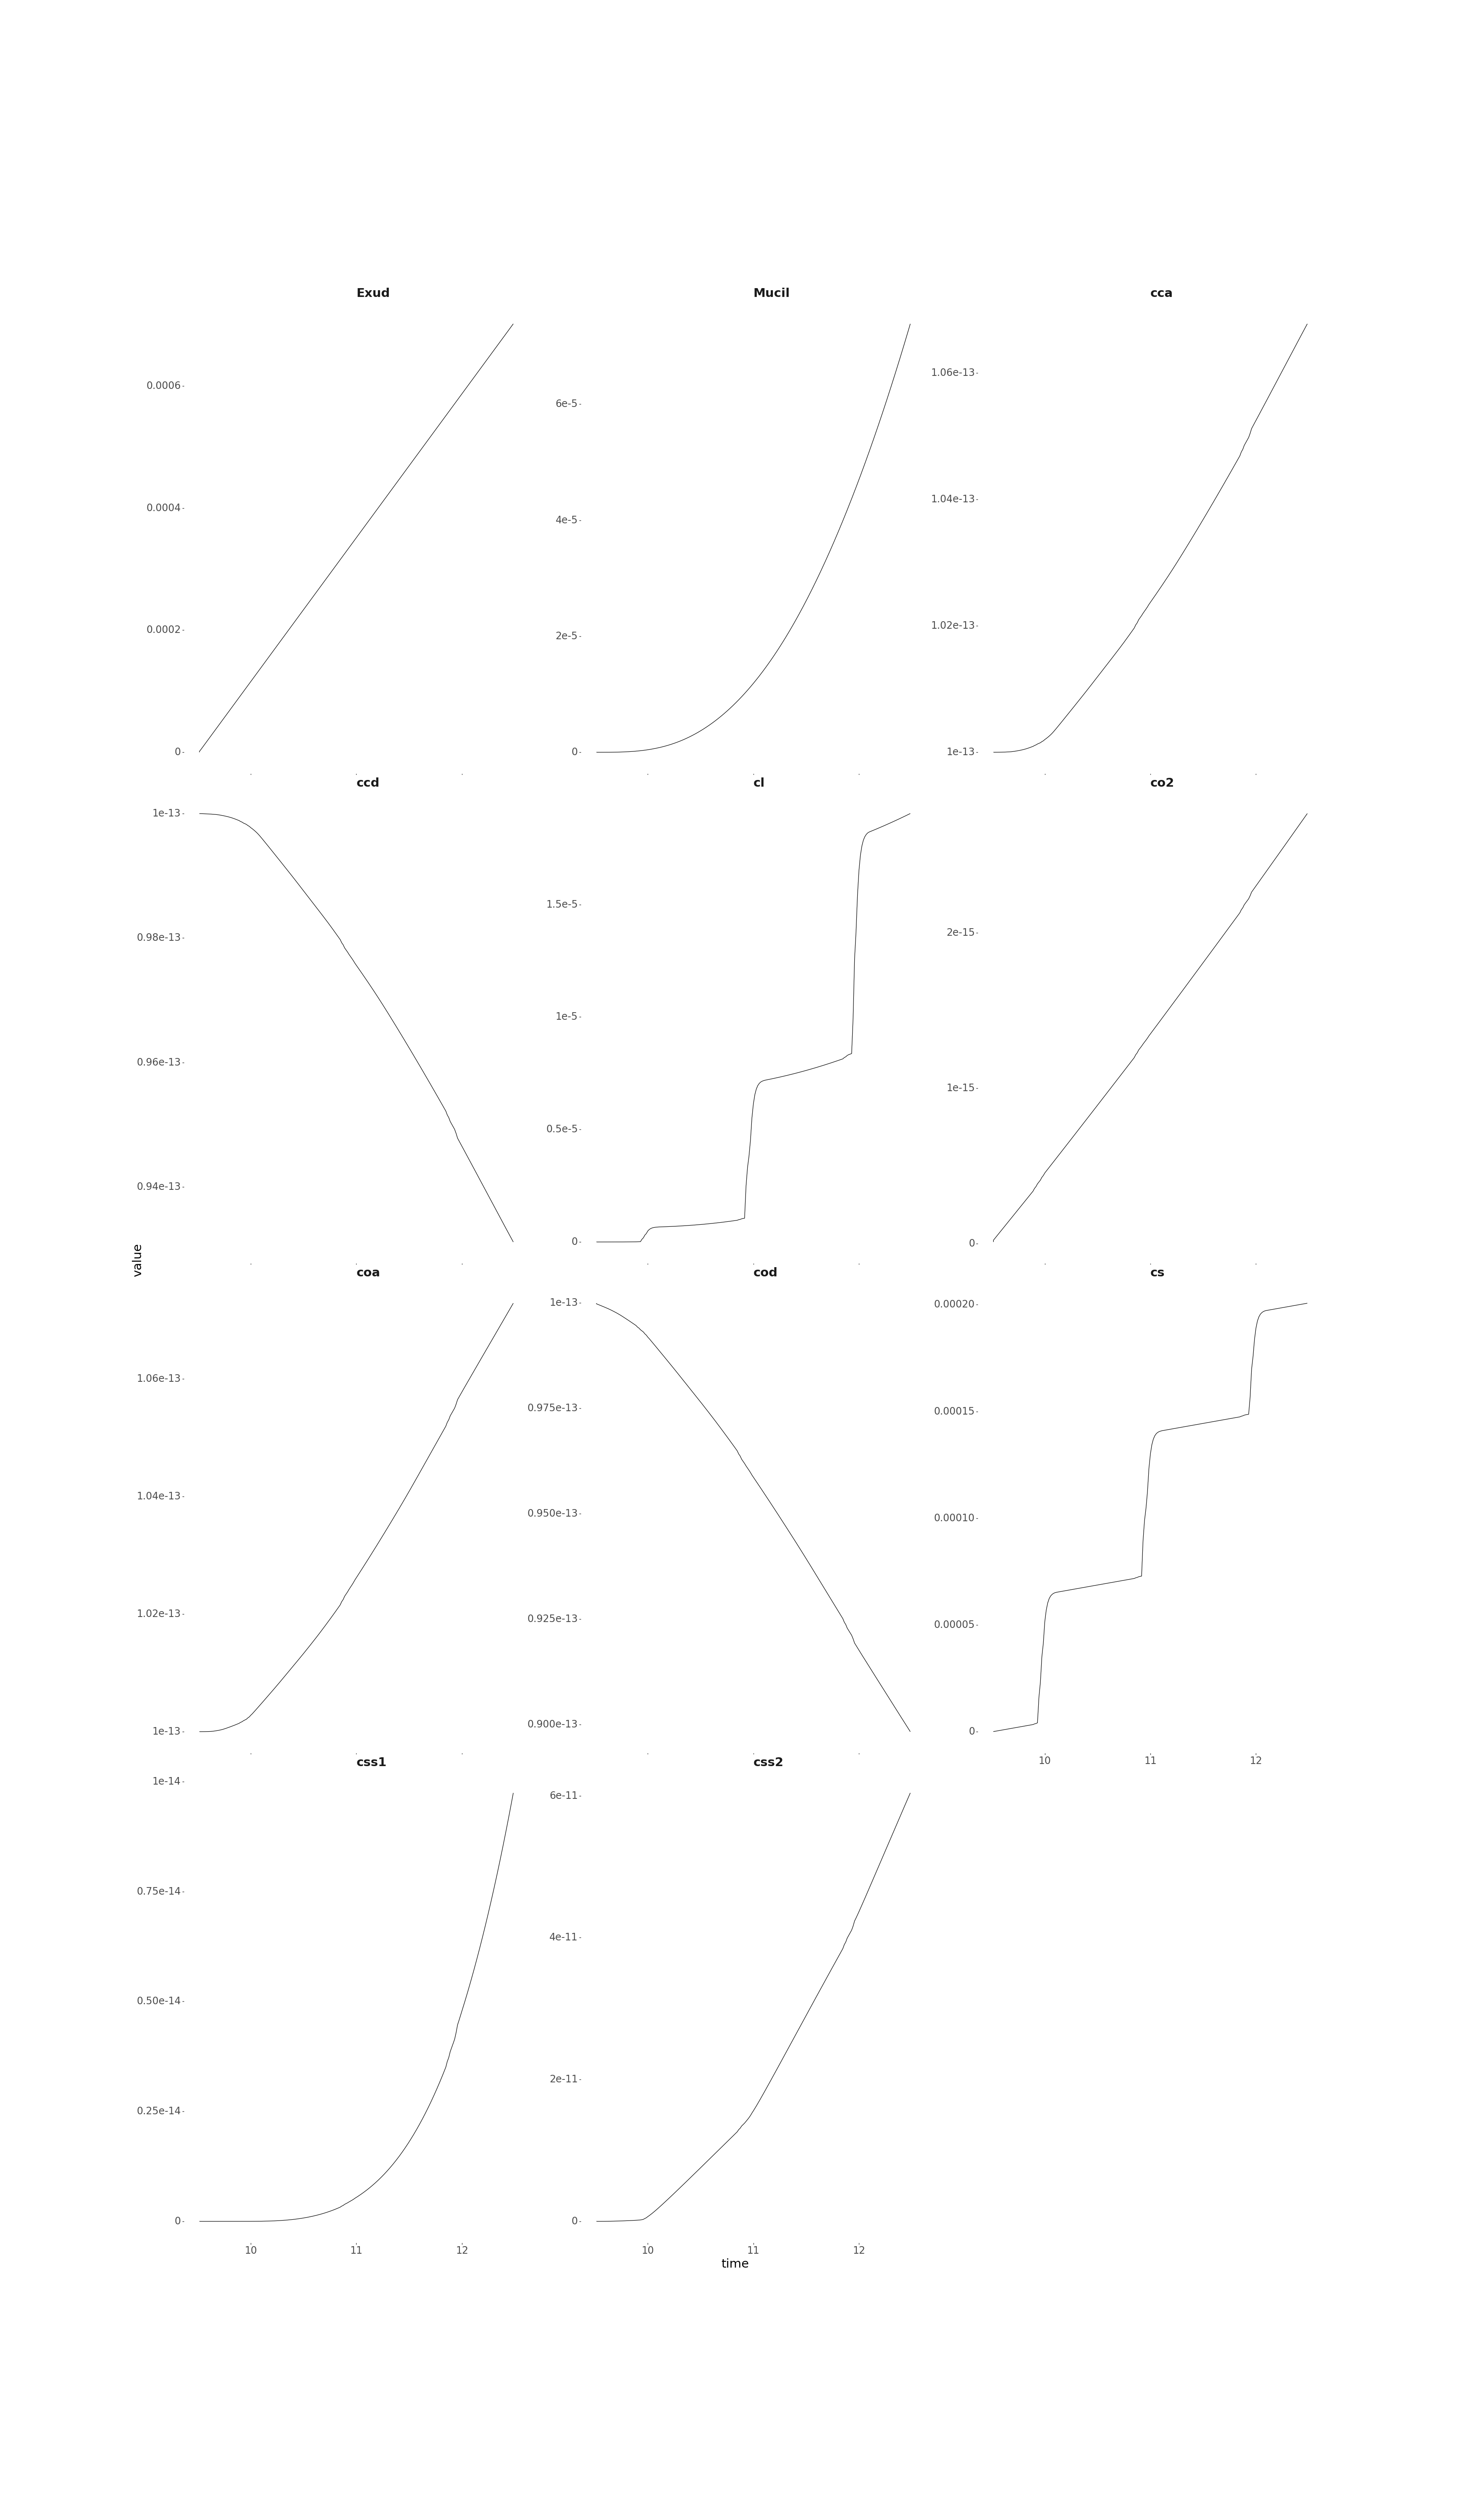 Exud Mucil cca
0.0006 0.0004 0.0002 0
6e-5 4e-5 2e-5 0
1.06e-13 1.04e-13 1.02e-13 1e-13
ccd cl co2
1e-13 0.98e-13 0.96e-13 0.94e-13
1.5e-5 1e-5 0.5e-5 0
2e-15 1e-15 0
value
coa cod cs
1.06e-13 1.04e-13 1.02e-13 1e-13
1e-13 0.975e-13 0.950e-13 0.925e-13 0.900e-13
0.00020 0.00015 0.00010 0.00005 0
10 11 12
css1 css2
1e-14 0.75e-14 0.50e-14 0.25e-14 0
6e-11 4e-11 2e-11 0
10 11 12 10 11 12
time